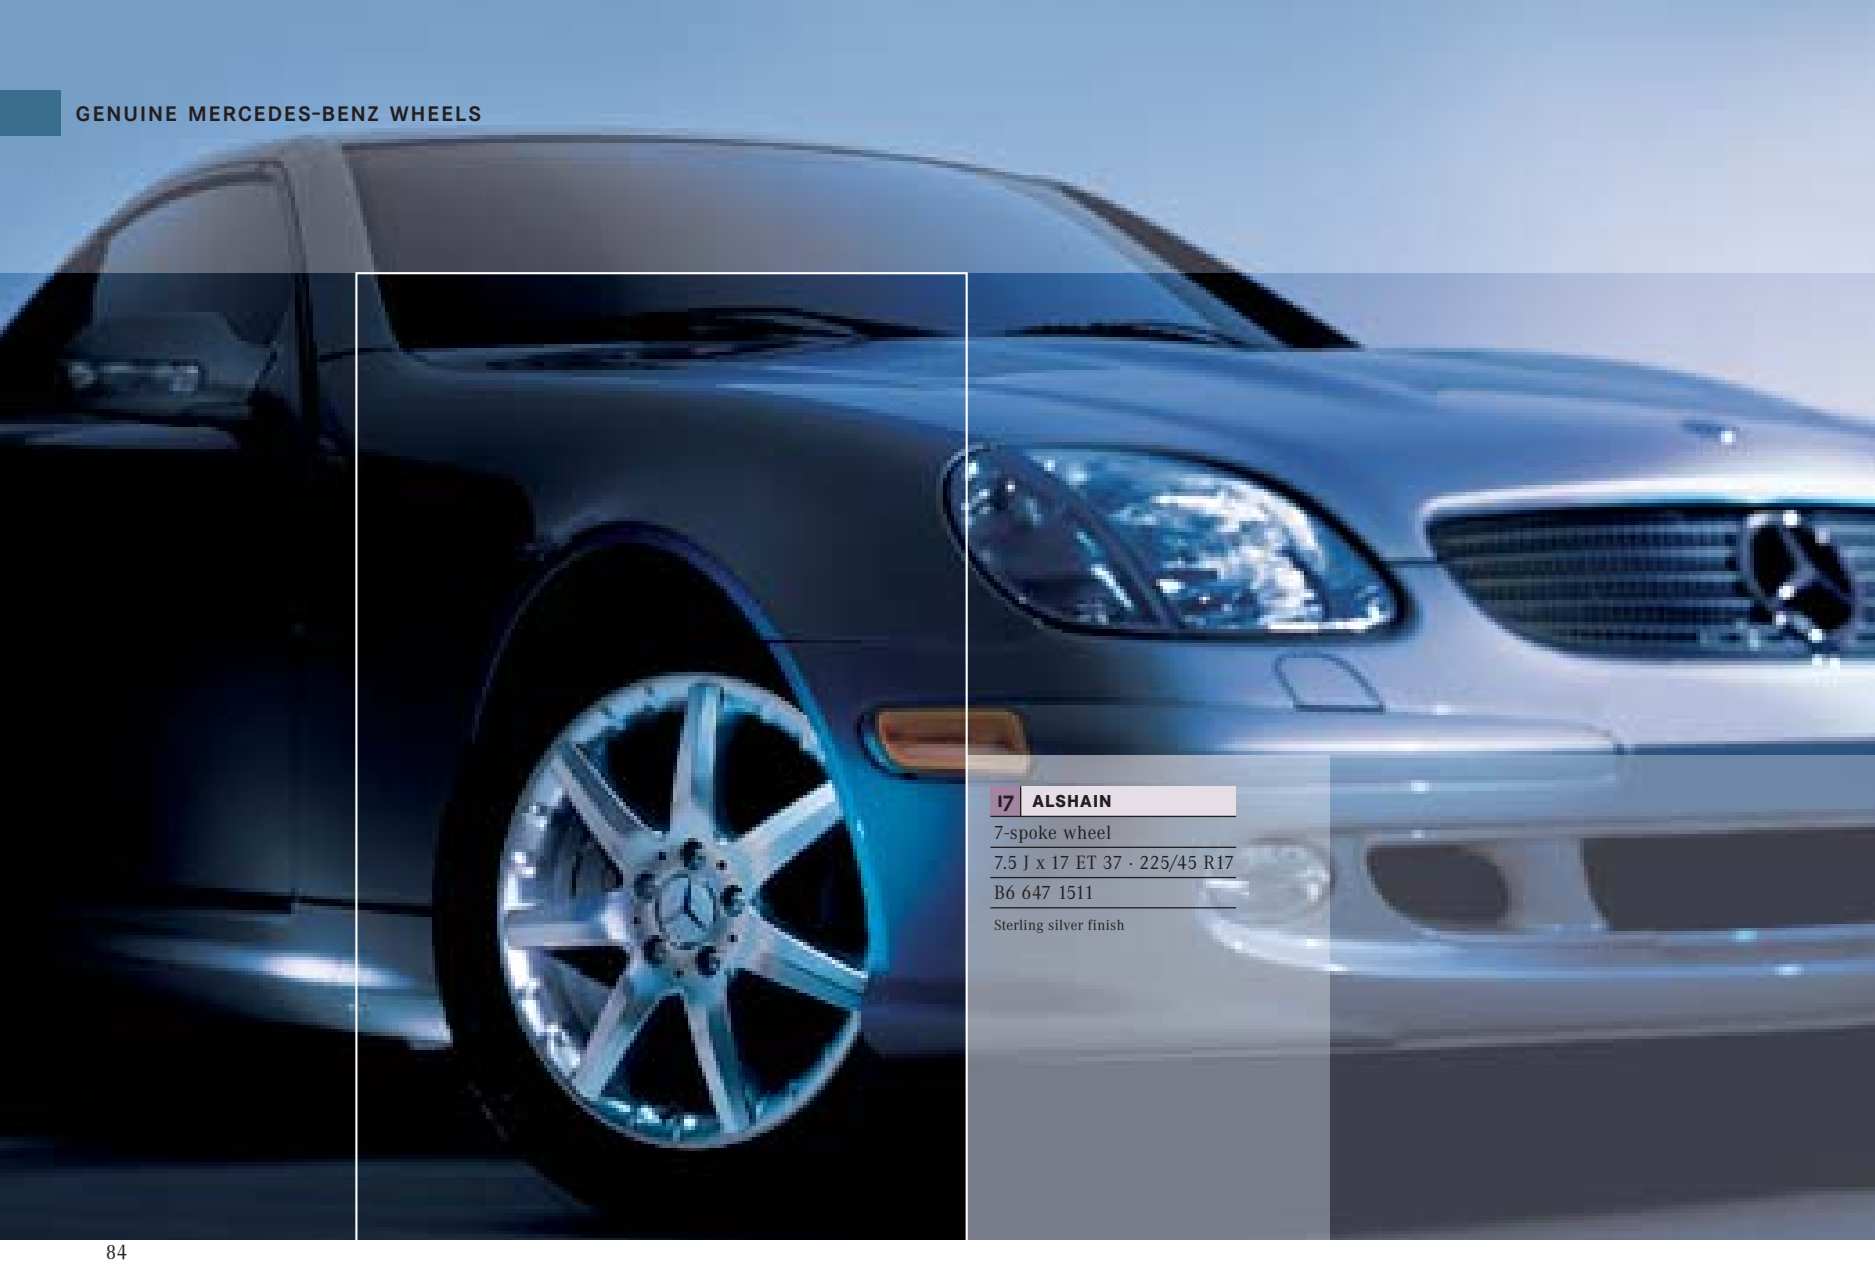 GENUINE MERCEDES-BENZ WHEELS
17 ALSHAIN
7-spoke wheel
7.5 J x 17 ET 37 · 225/45 R17
B6 647 1511
Sterling silver finish
84